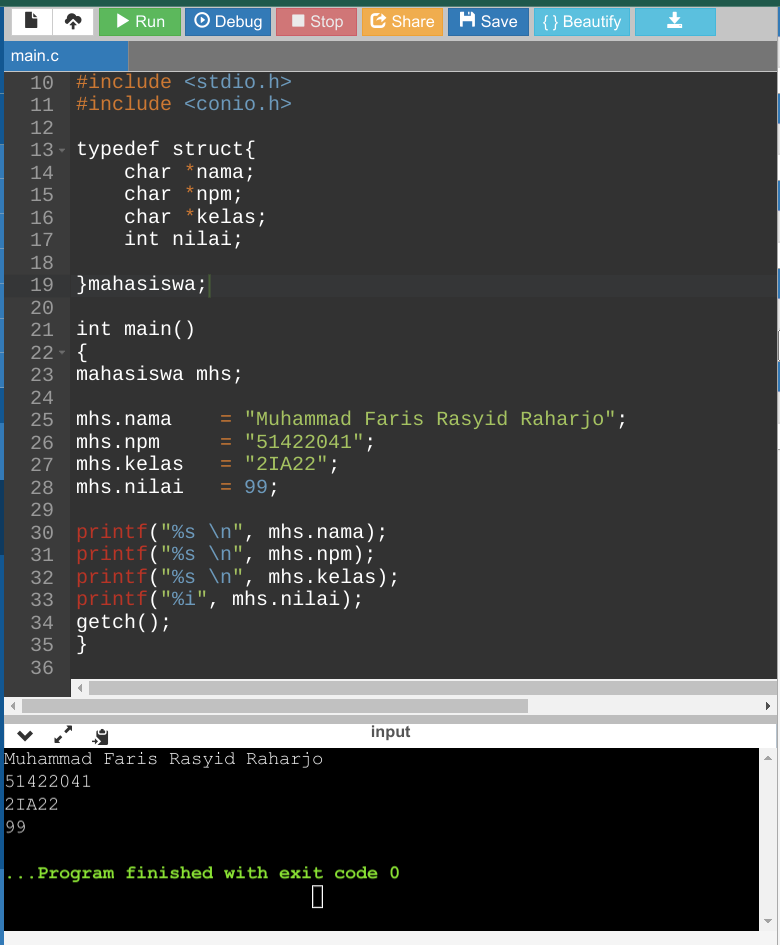 Run Debug Stop Share Save { } Beautify
main.c
10 #include <stdio.h>
11 #include <conio.h>
12
13 typedef struct{
14     char *nama;
15     char *npm;
16     char *kelas;
17     int nilai;
18
19 }mahasiswa;
20
21 int main()
22 {
23 mahasiswa mhs;
24
25 mhs.nama    = "Muhammad Faris Rasyid Raharjo";
26 mhs.npm     = "51422041";
27 mhs.kelas   = "2IA22";
28 mhs.nilai   = 99;
29
30 printf("%s \n", mhs.nama);
31 printf("%s \n", mhs.npm);
32 printf("%s \n", mhs.kelas);
33 printf("%i", mhs.nilai);
34 getch();
35 }
36
input
Muhammad Faris Rasyid Raharjo
51422041
2IA22
99
...Program finished with exit code 0